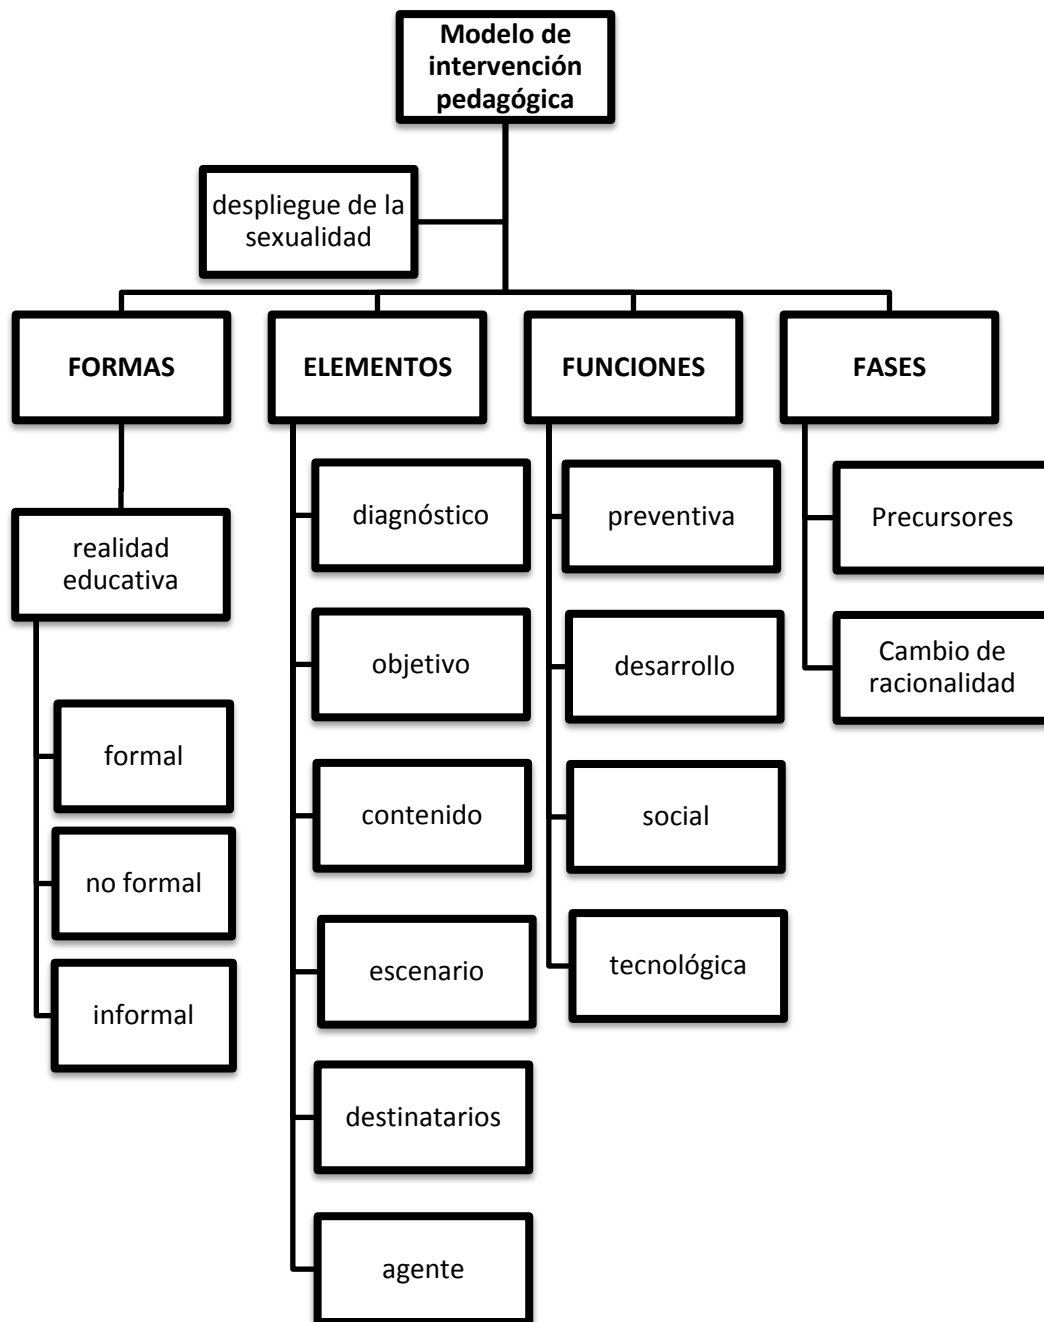 Modelo de
intervención
pedagógica
despliegue de la
sexualidad
FORMAS
realidad
educativa
formal
no formal
informal
ELEMENTOS
diagnóstico
objetivo
contenido
escenario
destinatarios
agente
FUNCIONES
preventiva
desarrollo
social
tecnológica
FASES
Precursores
Cambio de
racionalidad